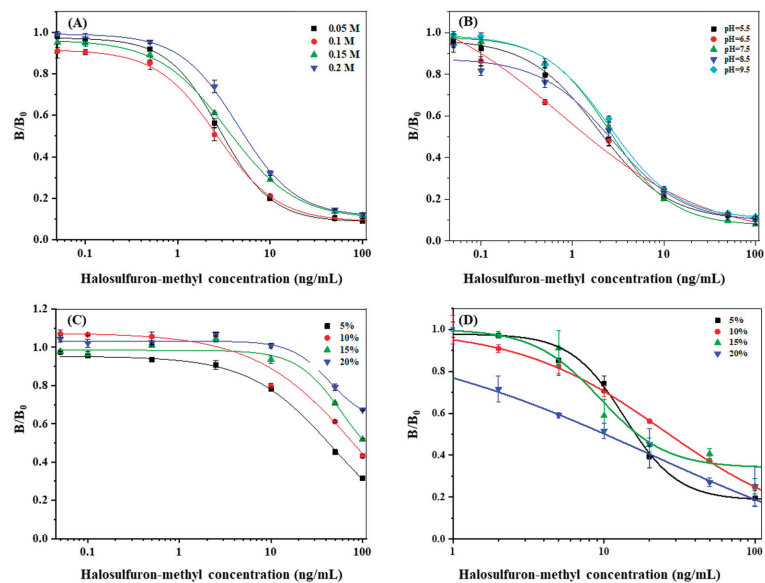 (A)
0.05 M
0.1 M
0.15 M
0.2 M
1.0
0.8
0.6
0.4
0.2
0.0
B/B0
0.1 1 10 100
Halosulfuron-methyl concentration (ng/mL)
(B)
pH=5.5
pH=6.5
pH=7.5
pH=8.5
pH=9.5
1.0
0.8
0.6
0.4
0.2
0.0
B/B0
0.1 1 10 100
Halosulfuron-methyl concentration (ng/mL)
(C)
5%
10%
15%
20%
1.2
1.0
0.8
0.6
0.4
0.2
0.0
B/B0
0.1 1 10 100
Halosulfuron-methyl concentration (ng/mL)
(D)
5%
10%
15%
20%
1.0
0.8
0.6
0.4
0.2
0.0
B/B0
1 10 100
Halosulfuron-methyl concentration (ng/mL)